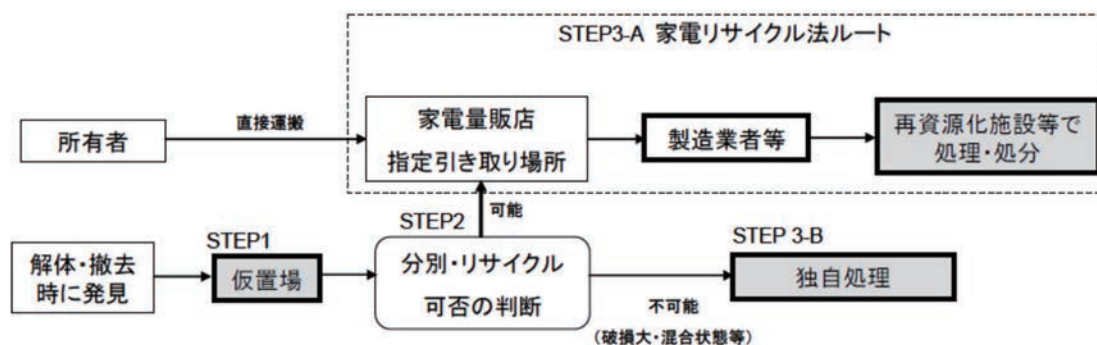 STEP3-A 家電リサイクル法ルート
所有者
直接運搬
家電量販店
指定引き取り場所
製造業者等
再資源化施設等で
処理・処分
STEP2
可能
STEP1
STEP 3-B
解体・撤去
時に発見
仮置場
分別・リサイクル
可否の判断
独自処理
不可能
（破損大・混合状態等）